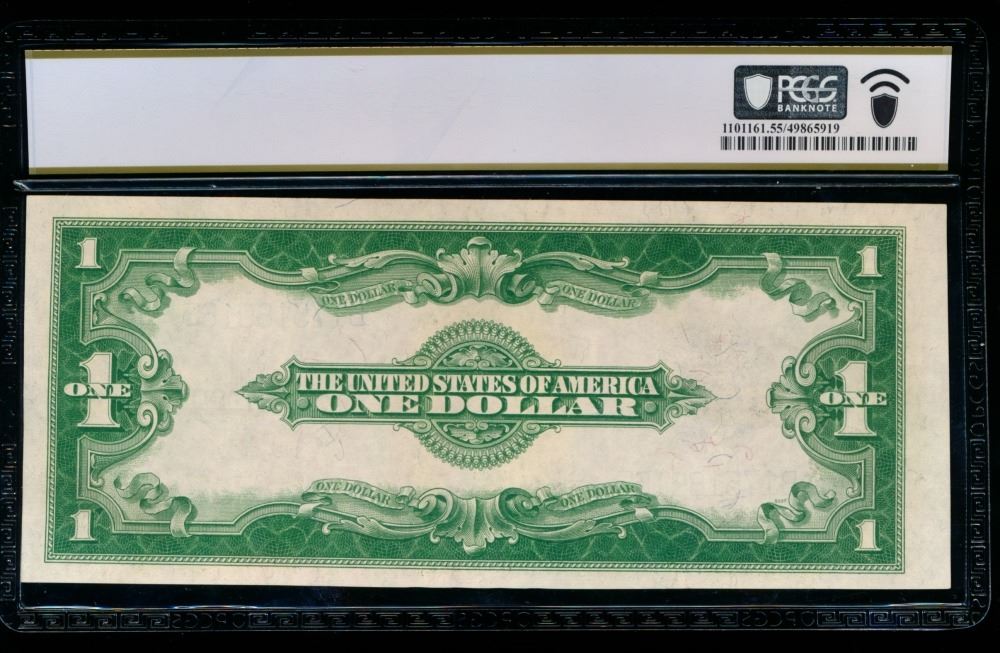 PCGS
BANKNOTE
1101161.55/49865919
1 1
ONE DOLLAR ONE DOLLAR
1 1
ONE ONE
THE UNITED STATES OF AMERICA
ONE DOLLAR
ONE DOLLAR ONE DOLLAR
1 1